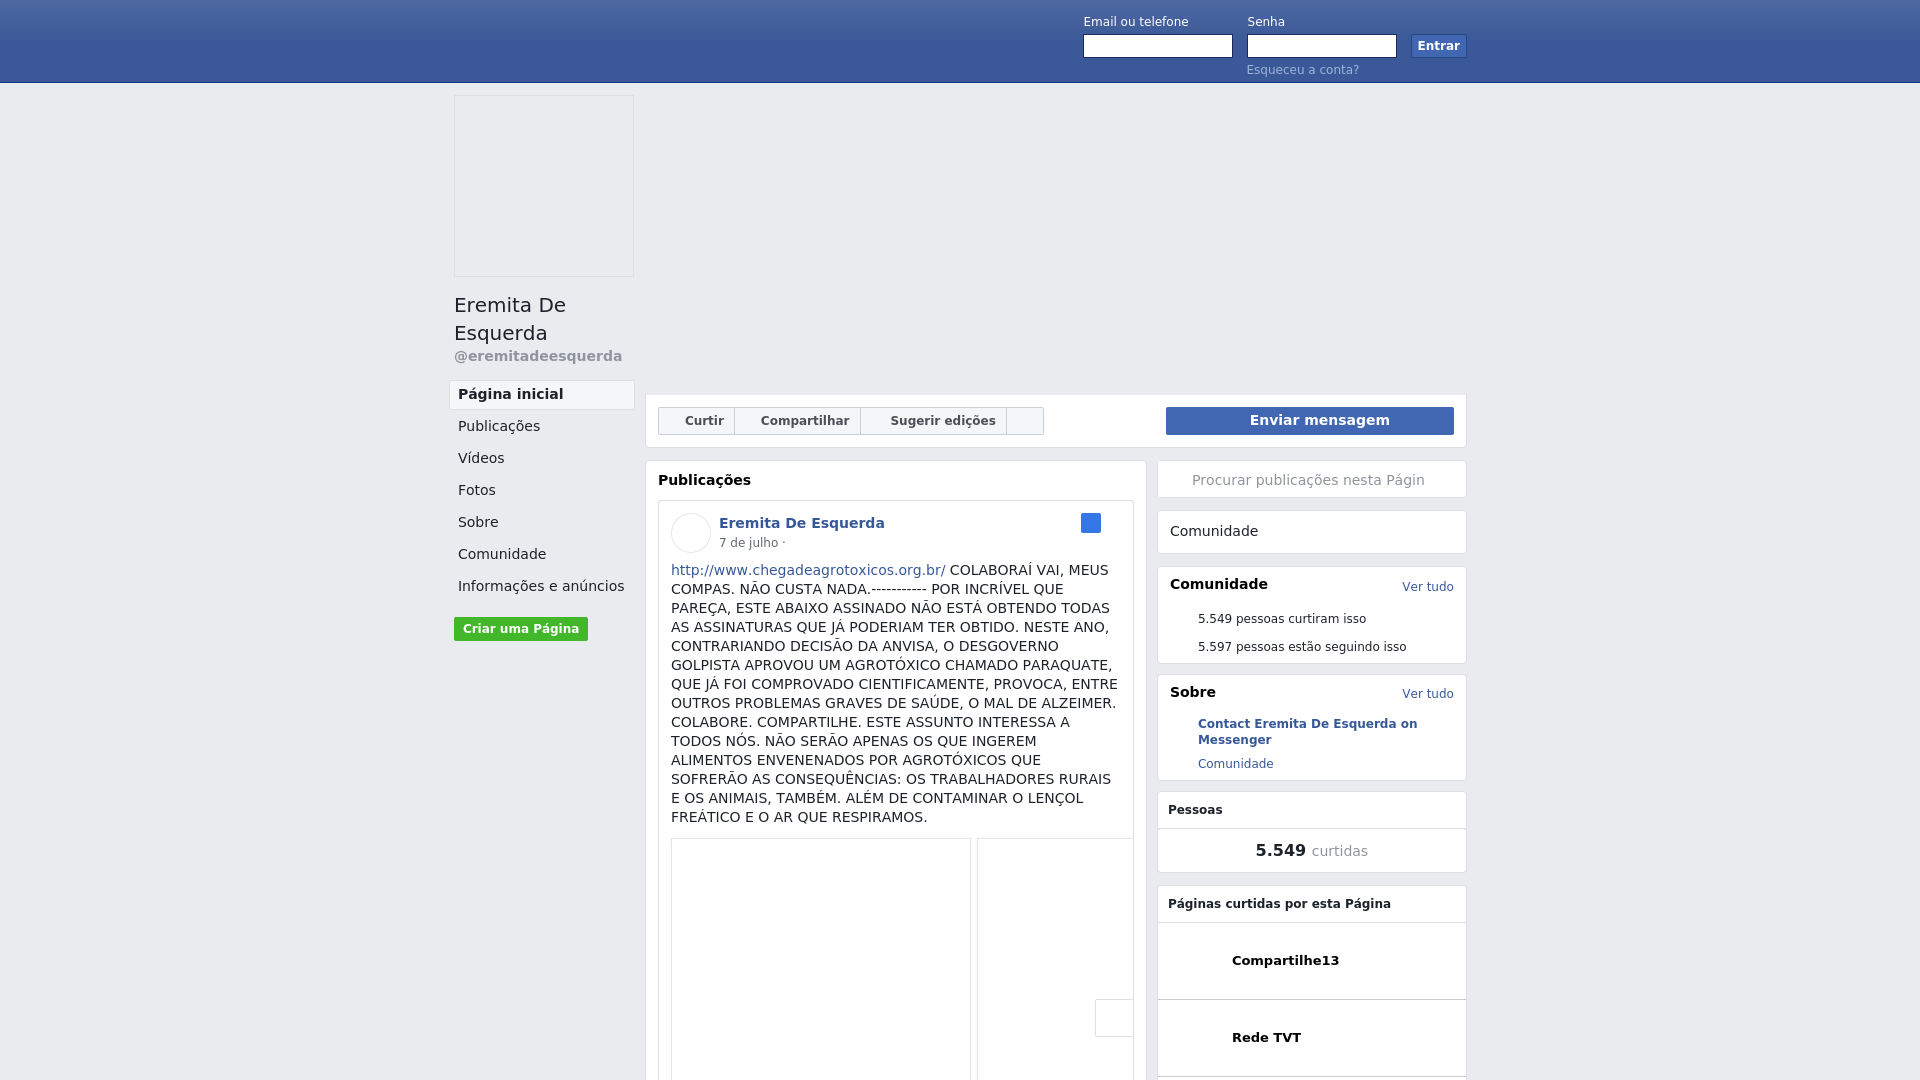 Email ou telefone
Senha
Entrar
Esqueceu a conta?
Eremita De
Esquerda
@eremitadeesquerda
Página inicial
Publicações
Vídeos
Fotos
Sobre
Comunidade
Informações e anúncios
Criar uma Página
Curtir
Compartilhar
Sugerir edições
Enviar mensagem
Publicações
Eremita De Esquerda
7 de julho ·
http://www.chegadeagrotoxicos.org.br/ COLABORAÍ VAI, MEUS
COMPAS. NÃO CUSTA NADA.----------- POR INCRÍVEL QUE
PAREÇA, ESTE ABAIXO ASSINADO NÃO ESTÁ OBTENDO TODAS
AS ASSINATURAS QUE JÁ PODERIAM TER OBTIDO. NESTE ANO,
CONTRARIANDO DECISÃO DA ANVISA, O DESGOVERNO
GOLPISTA APROVOU UM AGROTÓXICO CHAMADO PARAQUATE,
QUE JÁ FOI COMPROVADO CIENTIFICAMENTE, PROVOCA, ENTRE
OUTROS PROBLEMAS GRAVES DE SAÚDE, O MAL DE ALZEIMER.
COLABORE. COMPARTILHE. ESTE ASSUNTO INTERESSA A
TODOS NÓS. NÃO SERÃO APENAS OS QUE INGEREM
ALIMENTOS ENVENENADOS POR AGROTÓXICOS QUE
SOFRERÃO AS CONSEQUÊNCIAS: OS TRABALHADORES RURAIS
E OS ANIMAIS, TAMBÉM. ALÉM DE CONTAMINAR O LENÇOL
FREÁTICO E O AR QUE RESPIRAMOS.
Procurar publicações nesta Págin
Comunidade
Comunidade
Ver tudo
5.549 pessoas curtiram isso
5.597 pessoas estão seguindo isso
Sobre
Ver tudo
Contact Eremita De Esquerda on
Messenger
Comunidade
Pessoas
5.549 curtidas
Páginas curtidas por esta Página
Compartilhe13
Rede TVT